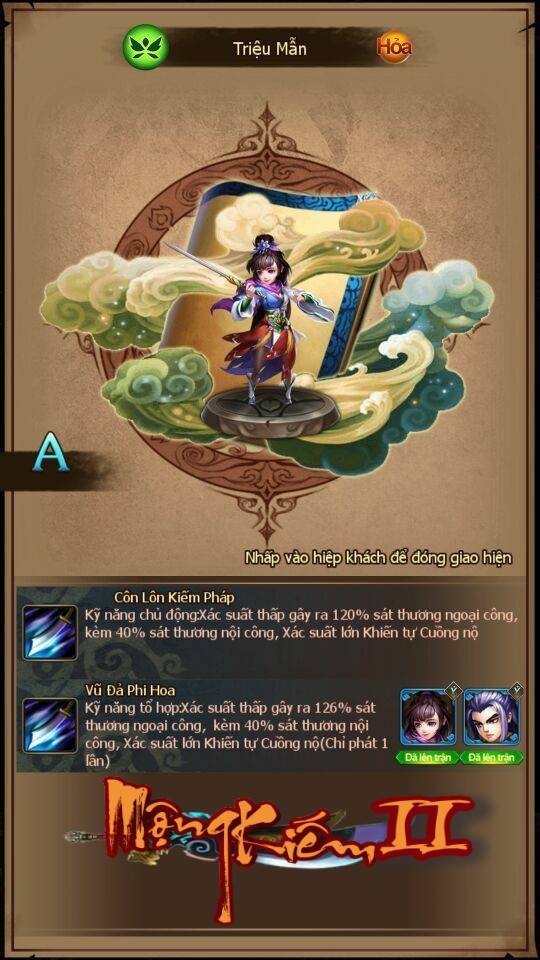 Triệu Mẫn
Hỏa
A
Nhấp vào hiệp khách để đóng giao hiện
Côn Lôn Kiếm Pháp
Kỹ năng chủ động:Xác suất thấp gây ra 120% sát thương ngoại công,
kèm 40% sát thương nội công, Xác suất lớn Khiến tự Cuồng nộ
Vũ Đả Phi Hoa
Kỹ năng tổ hợp:Xác suất thấp gây ra 126% sát
thương ngoại công, kèm 40% sát thương nội
công, Xác suất lớn Khiến tự Cuồng nộ(Chỉ phát 1
lần)
Đã lên trận
Đã lên trận
Mộng Kiếm II